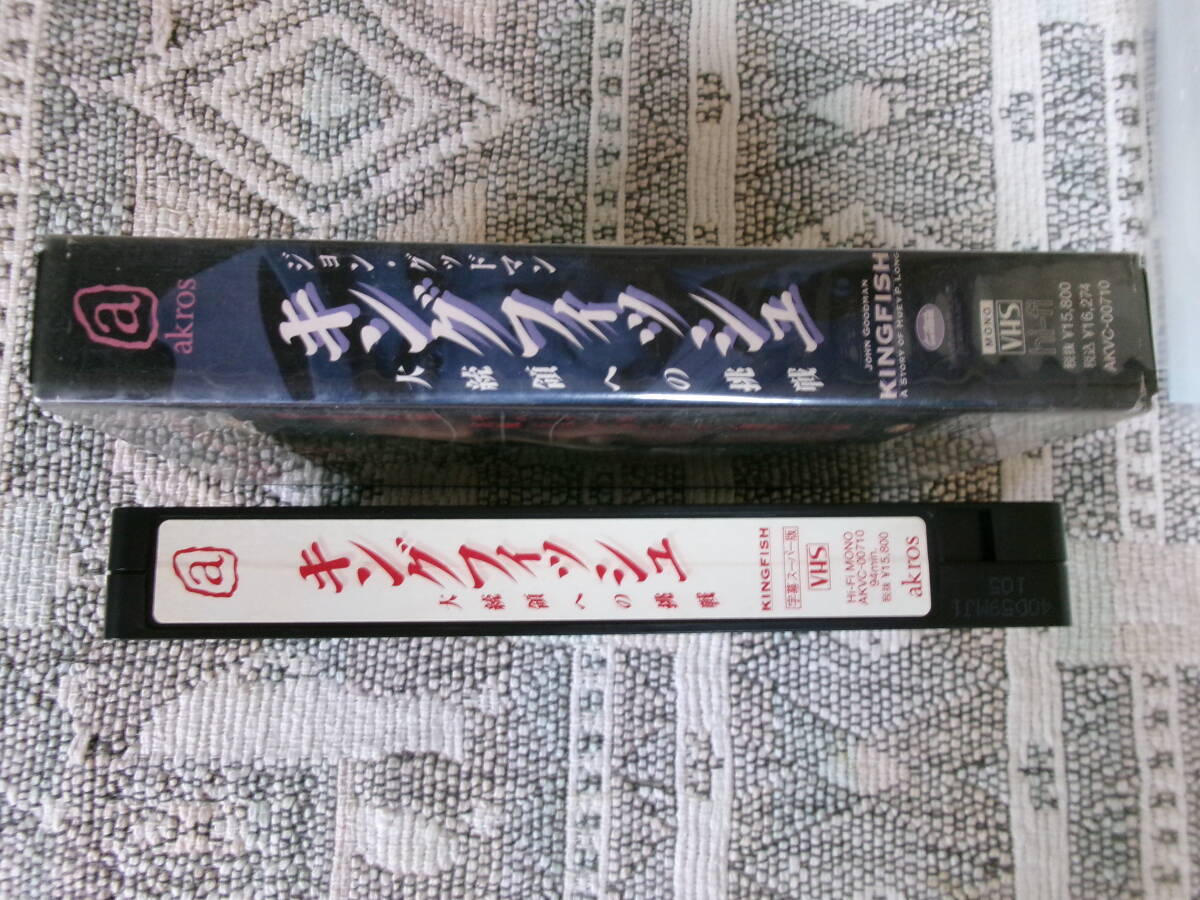 a
akros
ジョン・グッドマン
キングフィッシュ
大統領への挑戦
JOHN GOODMAN
KINGFISH
A STORY OF HUEY P. LONG
MONO
VHS
hi-fi
税抜 ¥15,800
税込 ¥16,274
AKVC-00710
a
キングフィッシュ
大統領への挑戦
KINGFISH
字幕スーパー版
VHS
Hi-Fi MONO
AKVC-00710
94min.
税抜 ¥15,800
akros
40D59MJ1
105